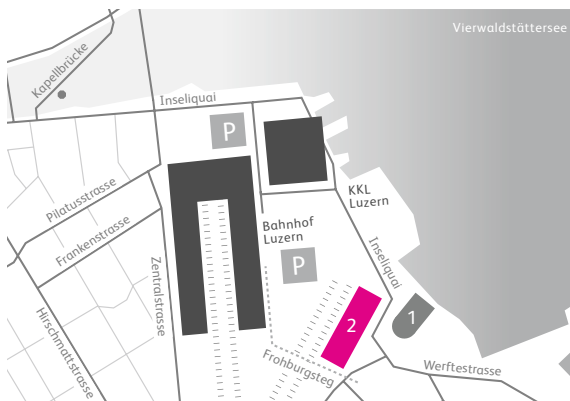 Vierwaldstättersee
Kapellbrücke
Inseliquai
P
Pilatusstrasse
KKL
Luzern
Frankenstrasse
Bahnhof
Luzern
P
Inseliquai
Zentralstrasse
Hirschmattstrasse
1
2
Frohburgsteg
Werftestrasse